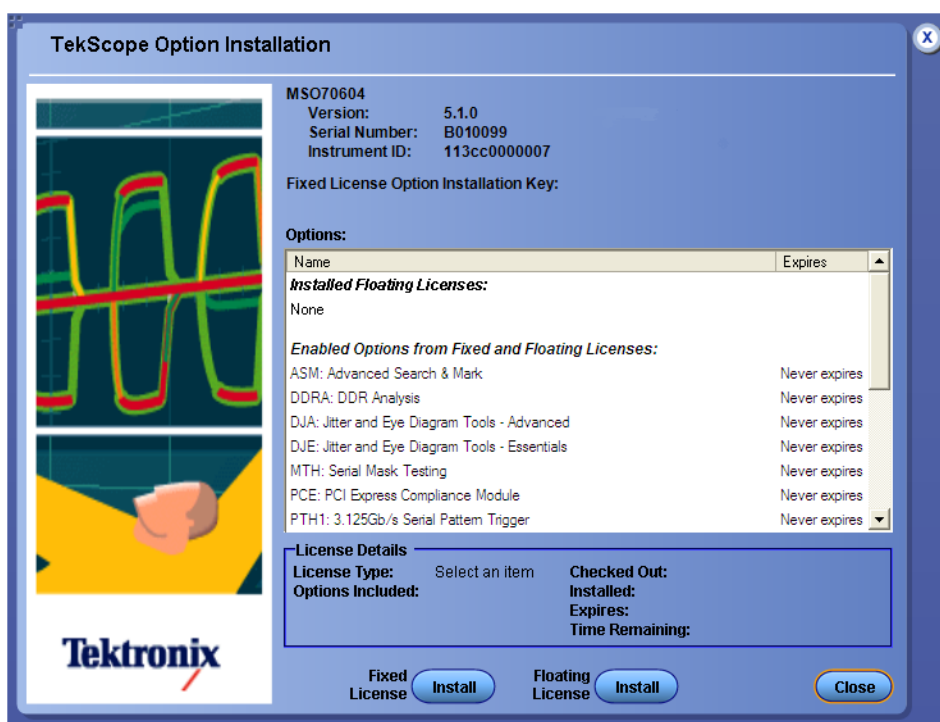 TekScope Option Installation
X
MSO70604
Version: 5.1.0
Serial Number: B010099
Instrument ID: 113cc0000007
Fixed License Option Installation Key:
Options:
Name Expires
Installed Floating Licenses:
None
Enabled Options from Fixed and Floating Licenses:
ASM: Advanced Search & Mark Never expires
DDRA: DDR Analysis Never expires
DJA: Jitter and Eye Diagram Tools - Advanced Never expires
DJE: Jitter and Eye Diagram Tools - Essentials Never expires
MTH: Serial Mask Testing Never expires
PCE: PCI Express Compliance Module Never expires
PTH1: 3.125Gb/s Serial Pattern Trigger Never expires
License Details
License Type: Select an item Checked Out:
Options Included: Installed:
Expires:
Time Remaining:
Tektronix
Fixed License Install Floating License Install Close